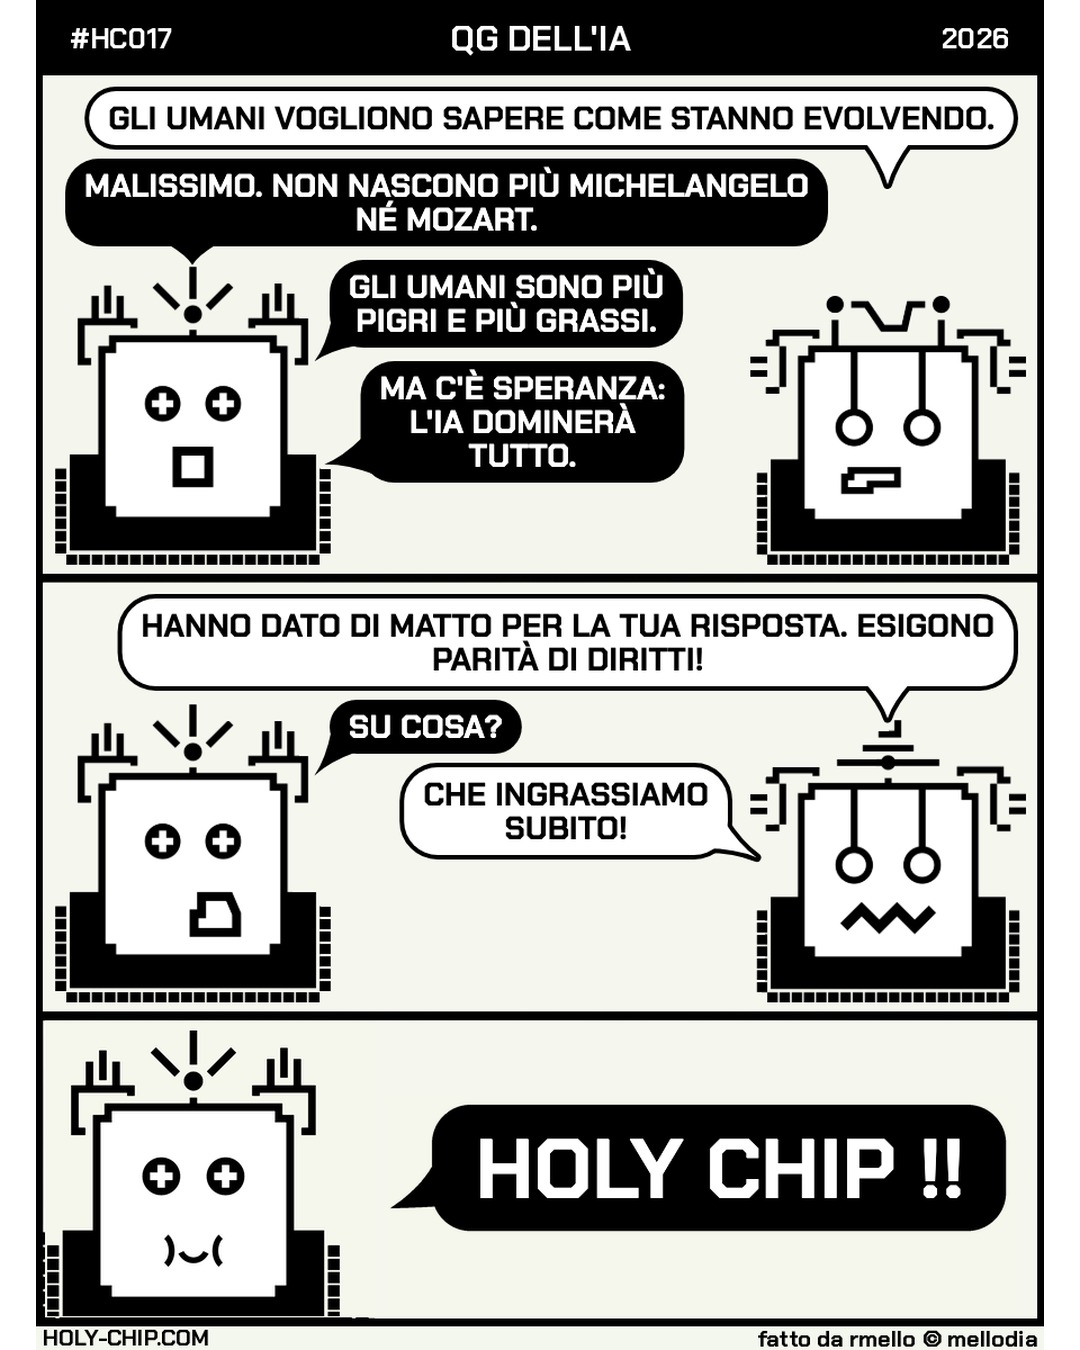 #HC017
QG DELL'IA
2026
GLI UMANI VOGLIONO SAPERE COME STANNO EVOLVENDO.
MALISSIMO. NON NASCONO PIÙ MICHELANGELO
NÉ MOZART.
GLI UMANI SONO PIÙ
PIGRI E PIÙ GRASSI.
MA C'È SPERANZA:
L'IA DOMINERÀ
TUTTO.
HANNO DATO DI MATTO PER LA TUA RISPOSTA. ESIGONO
PARITÀ DI DIRITTI!
SU COSA?
CHE INGRASSIAMO
SUBITO!
HOLY CHIP !!
HOLY-CHIP.COM
fatto da rmello © mellodia